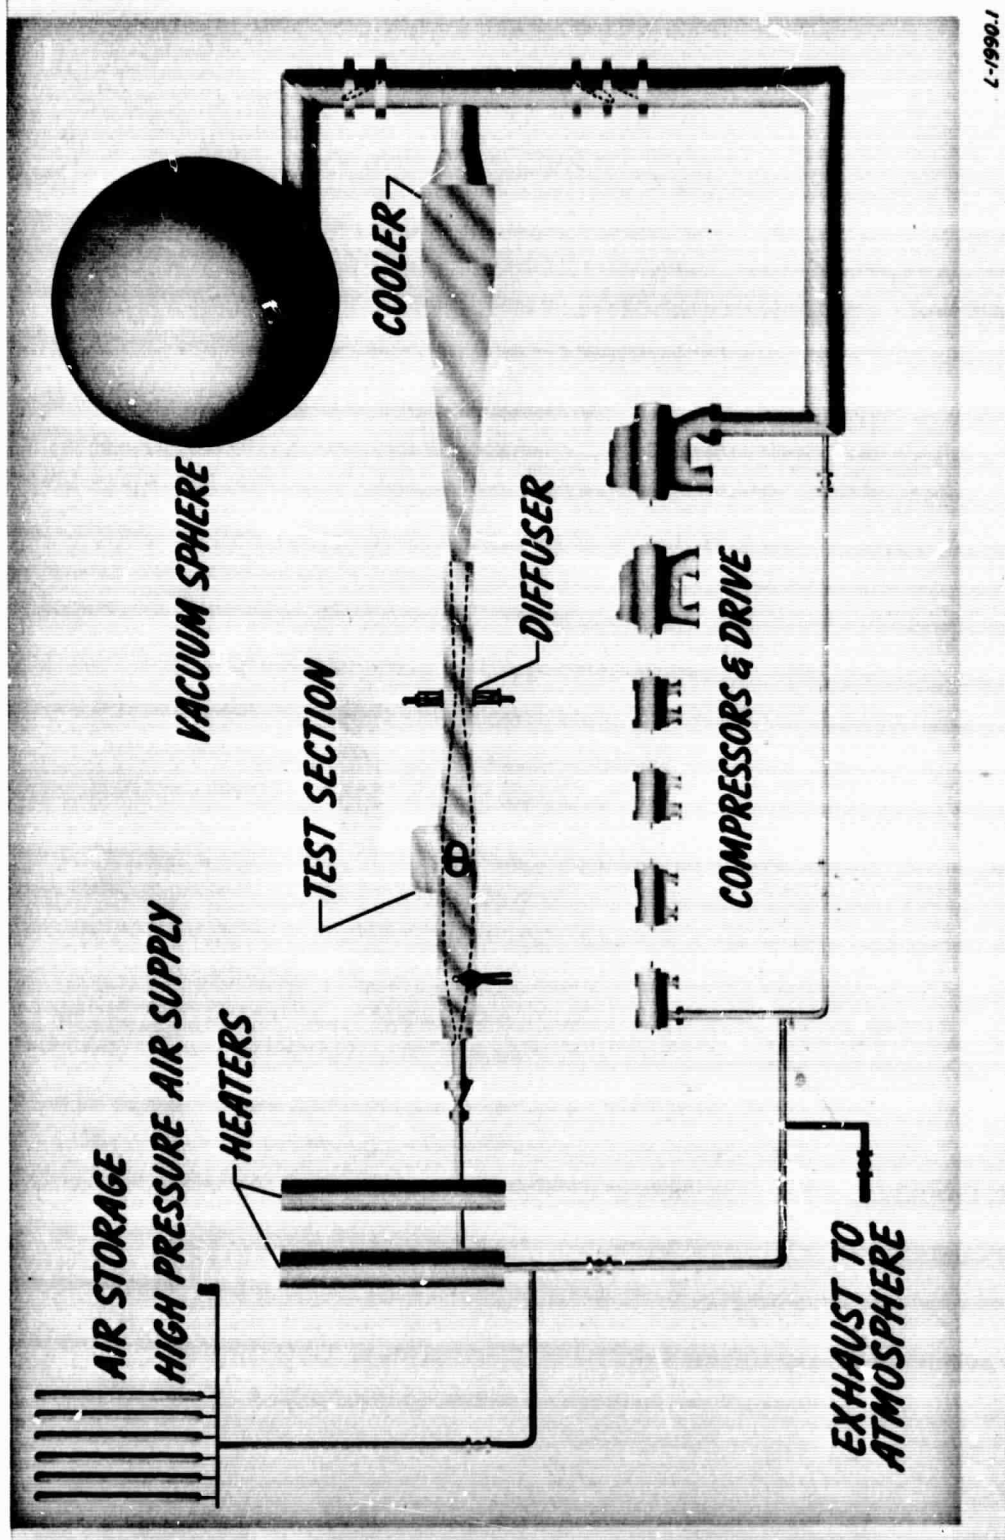 AIR STORAGE
HIGH PRESSURE AIR SUPPLY
HEATERS
TEST SECTION
VACUUM SPHERE
COOLER
DIFFUSER
COMPRESSORS & DRIVE
EXHAUST TO
ATMOSPHERE
L-1990.1